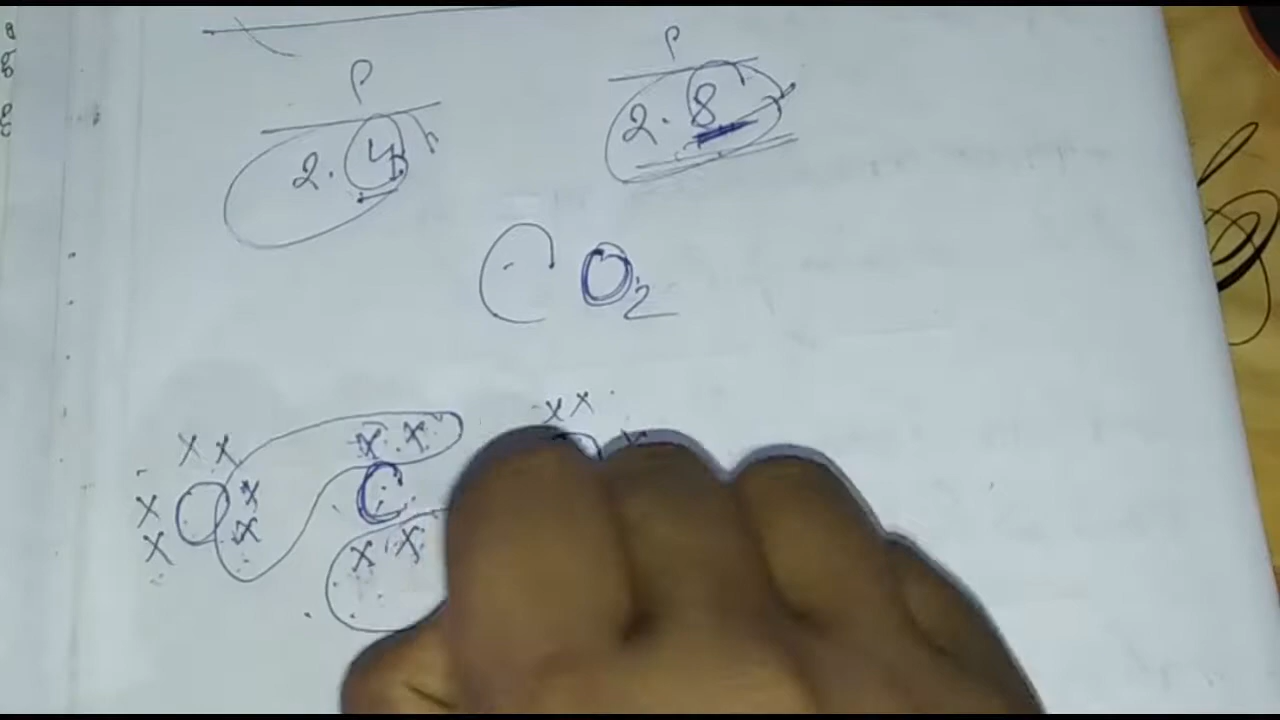 P P
2.4 2.8
CO₂
x x x x x x
x O x C x
x x x x